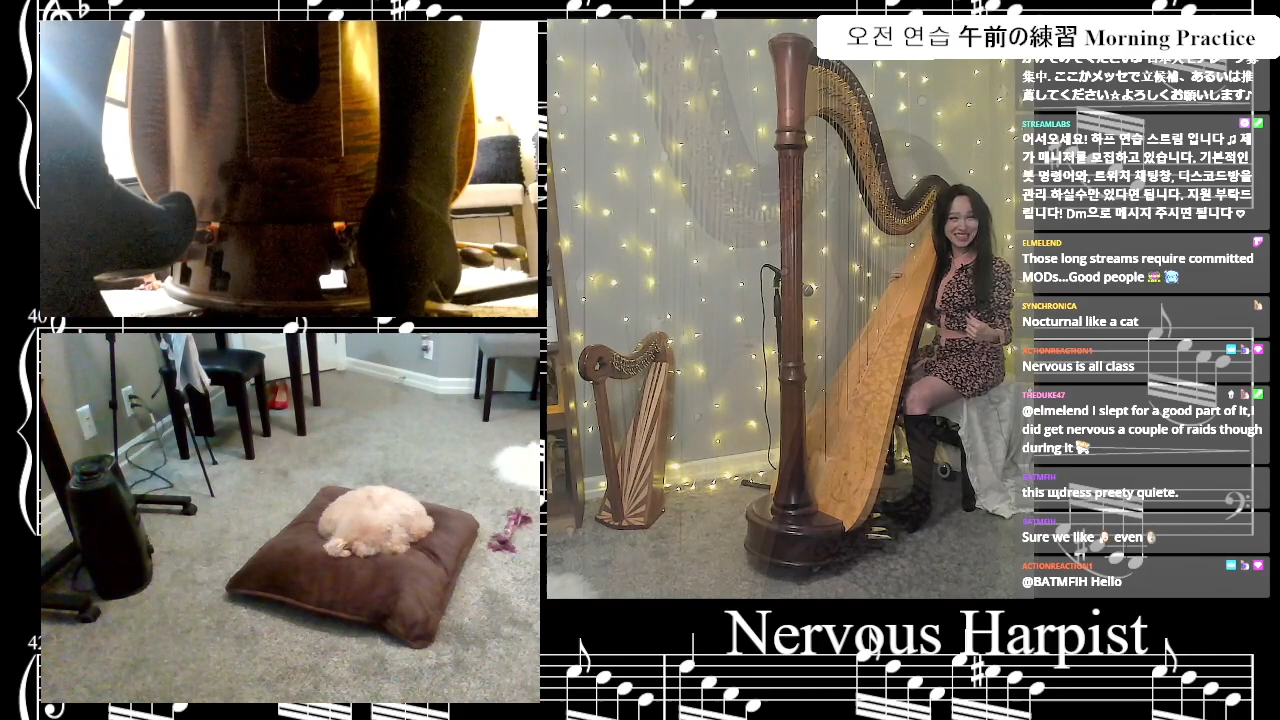 오전 연습 午前の練習 Morning Practice
集中. ここかメッセで立候補、あるいは推
薦してください☆よろしくお願いします♪
STREAMLABS
어서오세요! 하프 연습 스트림 입니다 ♫ 제
가 매니저를 모집하고 있습니다. 기본적인
봇 명령어와, 트위치 채팅창, 디스코드방을
관리 하실수만 있다면 됩니다. 지원 부탁드
립니다! Dm으로 메시지 주시면 됩니다 ♡
ELMELEND
Those long streams require committed
MODs...Good people
SYNCHRONICA
Nocturnal like a cat
ACTIONREACTION1
Nervous is all class
THEDUKE47
@elmelend I slept for a good part of it,i
did get nervous a couple of raids though
during it
BATMFIH
this щdress preety quiete.
BATMFIH
Sure we like even
ACTIONREACTION1
@BATMFIH Hello
40
Nervous Harpist
42